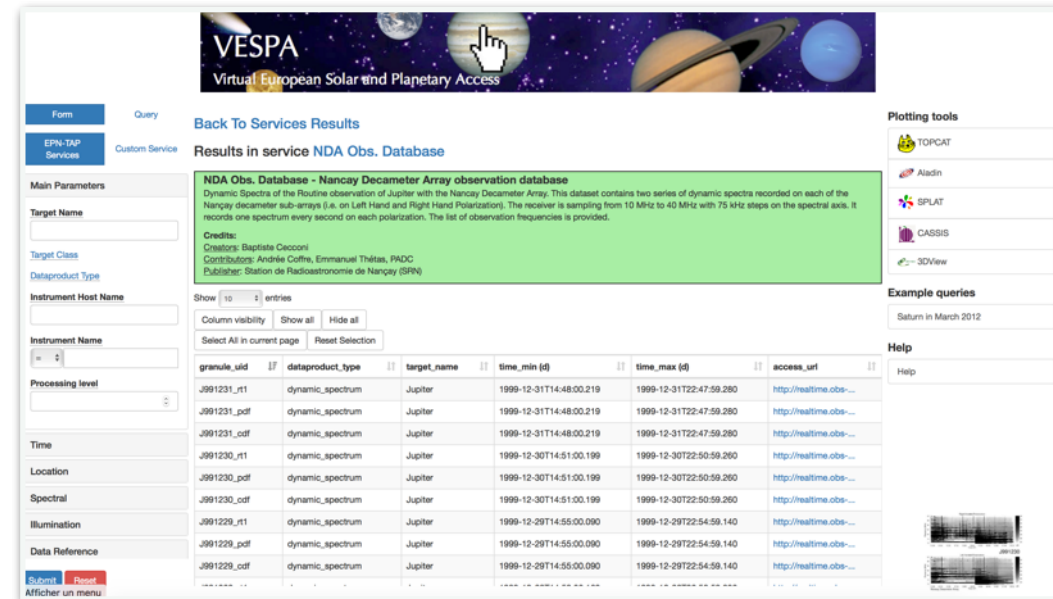 VESPA
Virtual European Solar and Planetary Access
Form Query
EPN-TAP Services Custom Service
Main Parameters
Target Name
Target Class
Dataproduct Type
Instrument Host Name
Instrument Name
=
Processing level
Time
Location
Spectral
Illumination
Data Reference
Submit Reset
Afficher un menu
Back To Services Results
Results in service NDA Obs. Database
NDA Obs. Database - Nancay Decameter Array observation database
Dynamic Spectra of the Routine observation of Jupiter with the Nancay Decameter Array. This dataset contains two series of dynamic spectra recorded on each of the
Nançay decameter sub-arrays (i.e. on Left Hand and Right Hand Polarization). The receiver is sampling from 10 MHz to 40 MHz with 75 kHz steps on the spectral axis. It
records one spectrum every second on each polarization. The list of observation frequencies is provided.
Credits:
Creators: Baptiste Cecconi
Contributors: Andrée Coffre, Emmanuel Thétas, PADC
Publisher: Station de Radioastronomie de Nançay (SRN)
Show 10 entries
Column visibility Show all Hide all
Select All in current page Reset Selection
granule_uid dataproduct_type target_name time_min (d) time_max (d) access_url
J991231_rt1 dynamic_spectrum Jupiter 1999-12-31T14:48:00.219 1999-12-31T22:47:59.280 http://realtime.obs-...
J991231_pdf dynamic_spectrum Jupiter 1999-12-31T14:48:00.219 1999-12-31T22:47:59.280 http://realtime.obs-...
J991231_cdf dynamic_spectrum Jupiter 1999-12-31T14:48:00.219 1999-12-31T22:47:59.280 http://realtime.obs-...
J991230_rt1 dynamic_spectrum Jupiter 1999-12-30T14:51:00.199 1999-12-30T22:50:59.260 http://realtime.obs-...
J991230_pdf dynamic_spectrum Jupiter 1999-12-30T14:51:00.199 1999-12-30T22:50:59.260 http://realtime.obs-...
J991230_cdf dynamic_spectrum Jupiter 1999-12-30T14:51:00.199 1999-12-30T22:50:59.260 http://realtime.obs-...
J991229_rt1 dynamic_spectrum Jupiter 1999-12-29T14:55:00.090 1999-12-29T22:54:59.140 http://realtime.obs-...
J991229_pdf dynamic_spectrum Jupiter 1999-12-29T14:55:00.090 1999-12-29T22:54:59.140 http://realtime.obs-...
J991229_cdf dynamic_spectrum Jupiter 1999-12-29T14:55:00.090 1999-12-29T22:54:59.140 http://realtime.obs-...
Plotting tools
TOPCAT
Aladin
SPLAT
CASSIS
3DView
Example queries
Saturn in March 2012
Help
Help
J991230